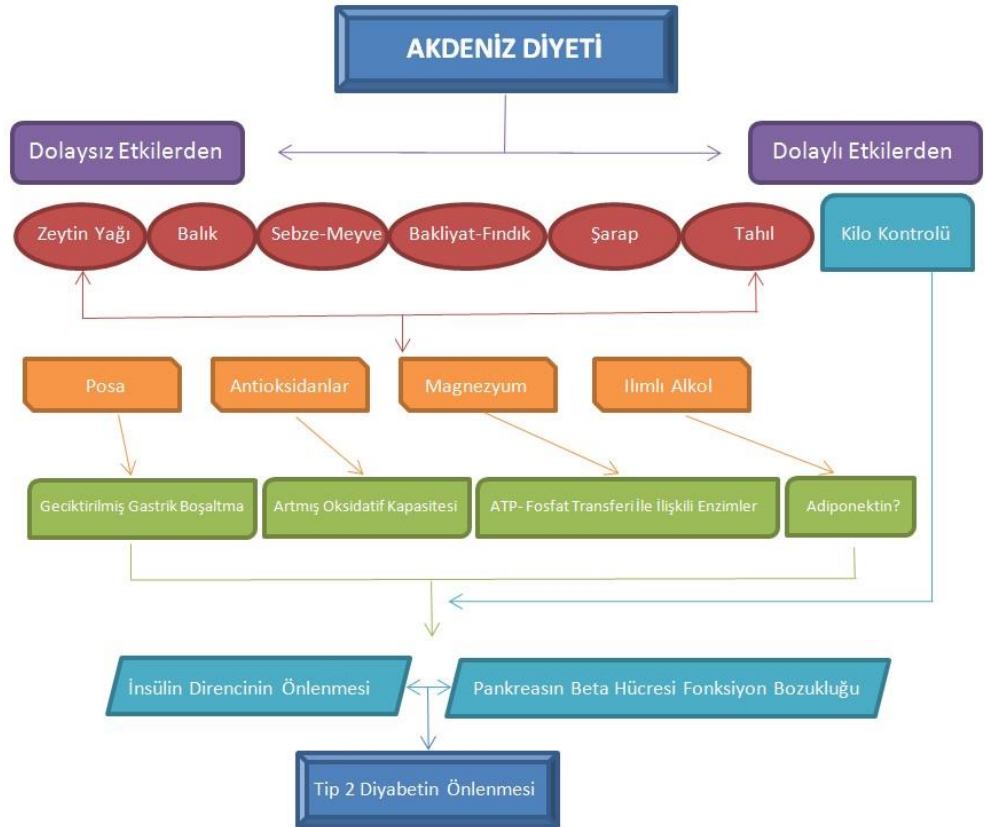 AKDENİZ DİYETİ
Dolaysız Etkilerden
Dolaylı Etkilerden
Zeytin Yağı
Balık
Sebze-Meyve
Bakliyat-Fındık
Şarap
Tahıl
Kilo Kontrolü
Posa
Antioksidanlar
Magnezyum
Ilımlı Alkol
Geciktirilmiş Gastrik Boşaltma
Artmış Oksidatif Kapasitesi
ATP- Fosfat Transferi İle İlişkili Enzimler
Adiponektin?
İnsülin Direncinin Önlenmesi
Pankreasın Beta Hücresi Fonksiyon Bozukluğu
Tip 2 Diyabetin Önlenmesi